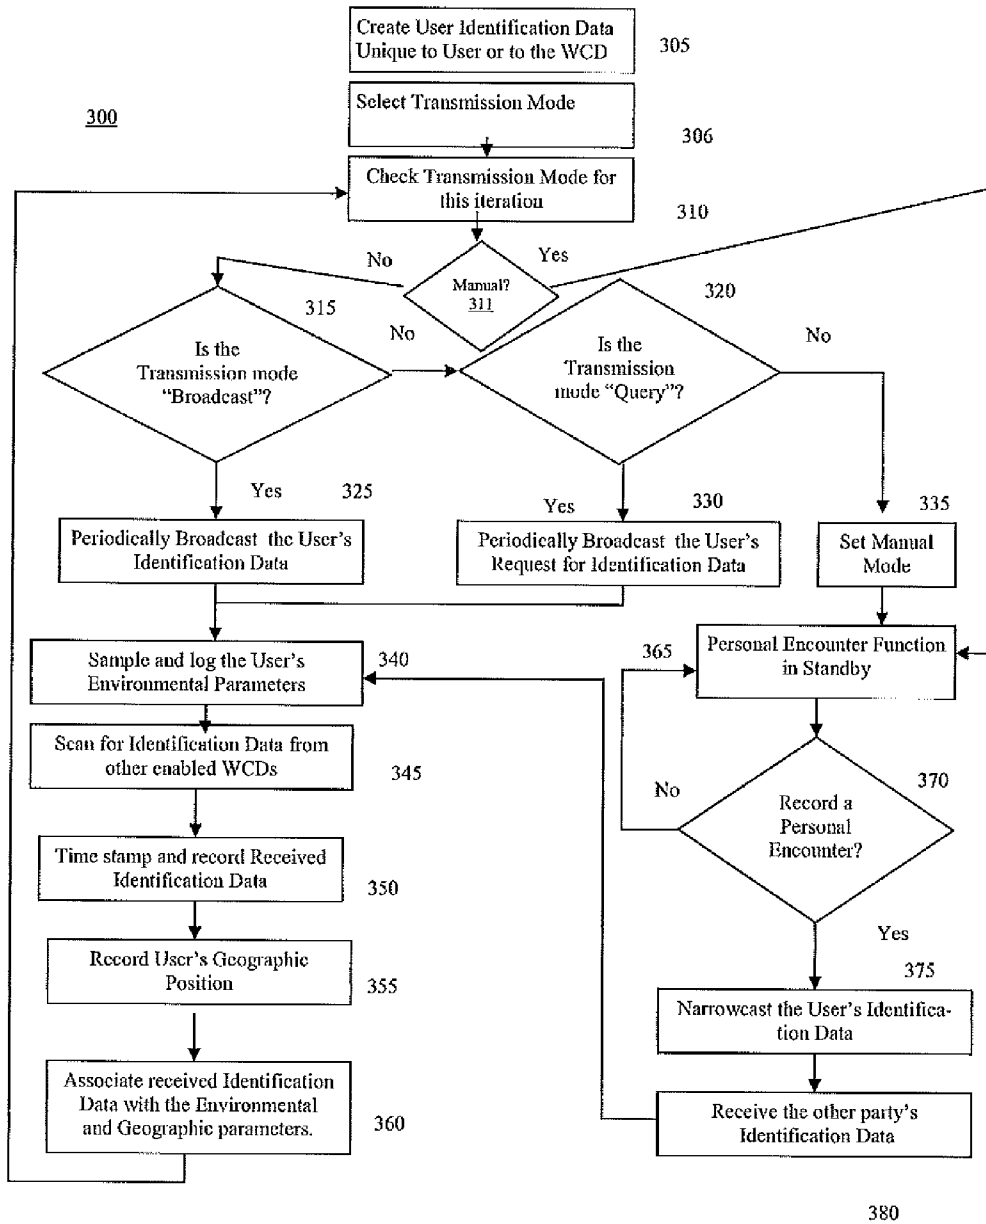 Create User Identification Data
Unique to User or to the WCD
305
300
Select Transmission Mode
306
Check Transmission Mode for
this iteration
310
No
Yes
Manual?
311
315
320
No
No
Is the
Transmission mode
“Broadcast”?
Is the
Transmission
mode “Query”?
Yes
325
Yes
330
335
Periodically Broadcast the User's
Identification Data
Periodically Broadcast the User's
Request for Identification Data
Set Manual
Mode
Sample and log the User's
Environmental Parameters
340
365
Personal Encounter Function
in Standby
Scan for Identification Data from
other enabled WCDs
345
No
370
Record a
Personal
Encounter?
Time stamp and record Received
Identification Data
350
Yes
Record User's Geographic
Position
355
375
Narrowcast the User's Identifica-
tion Data
Associate received Identification
Data with the Environmental
and Geographic parameters.
360
Receive the other party's
Identification Data
380